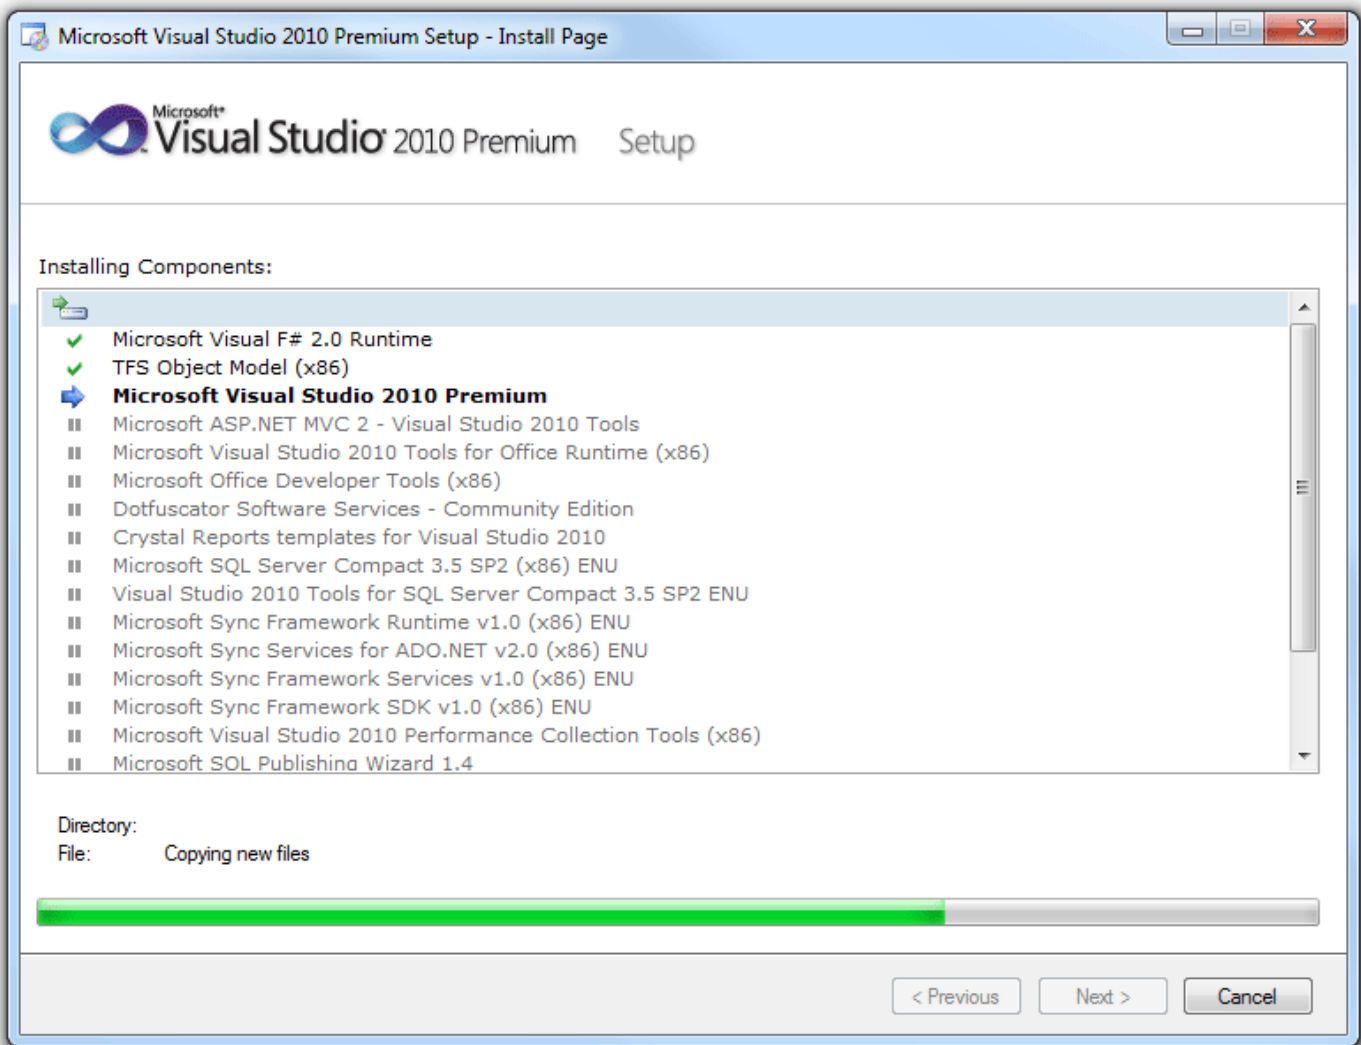 Microsoft Visual Studio 2010 Premium Setup - Install Page
Microsoft®
Visual Studio® 2010 Premium Setup
Installing Components:
Microsoft Visual F# 2.0 Runtime
TFS Object Model (x86)
Microsoft Visual Studio 2010 Premium
Microsoft ASP.NET MVC 2 - Visual Studio 2010 Tools
Microsoft Visual Studio 2010 Tools for Office Runtime (x86)
Microsoft Office Developer Tools (x86)
Dotfuscator Software Services - Community Edition
Crystal Reports templates for Visual Studio 2010
Microsoft SQL Server Compact 3.5 SP2 (x86) ENU
Visual Studio 2010 Tools for SQL Server Compact 3.5 SP2 ENU
Microsoft Sync Framework Runtime v1.0 (x86) ENU
Microsoft Sync Services for ADO.NET v2.0 (x86) ENU
Microsoft Sync Framework Services v1.0 (x86) ENU
Microsoft Sync Framework SDK v1.0 (x86) ENU
Microsoft Visual Studio 2010 Performance Collection Tools (x86)
Microsoft SQL Publishing Wizard 1.4
Directory:
File: Copying new files
< Previous Next > Cancel